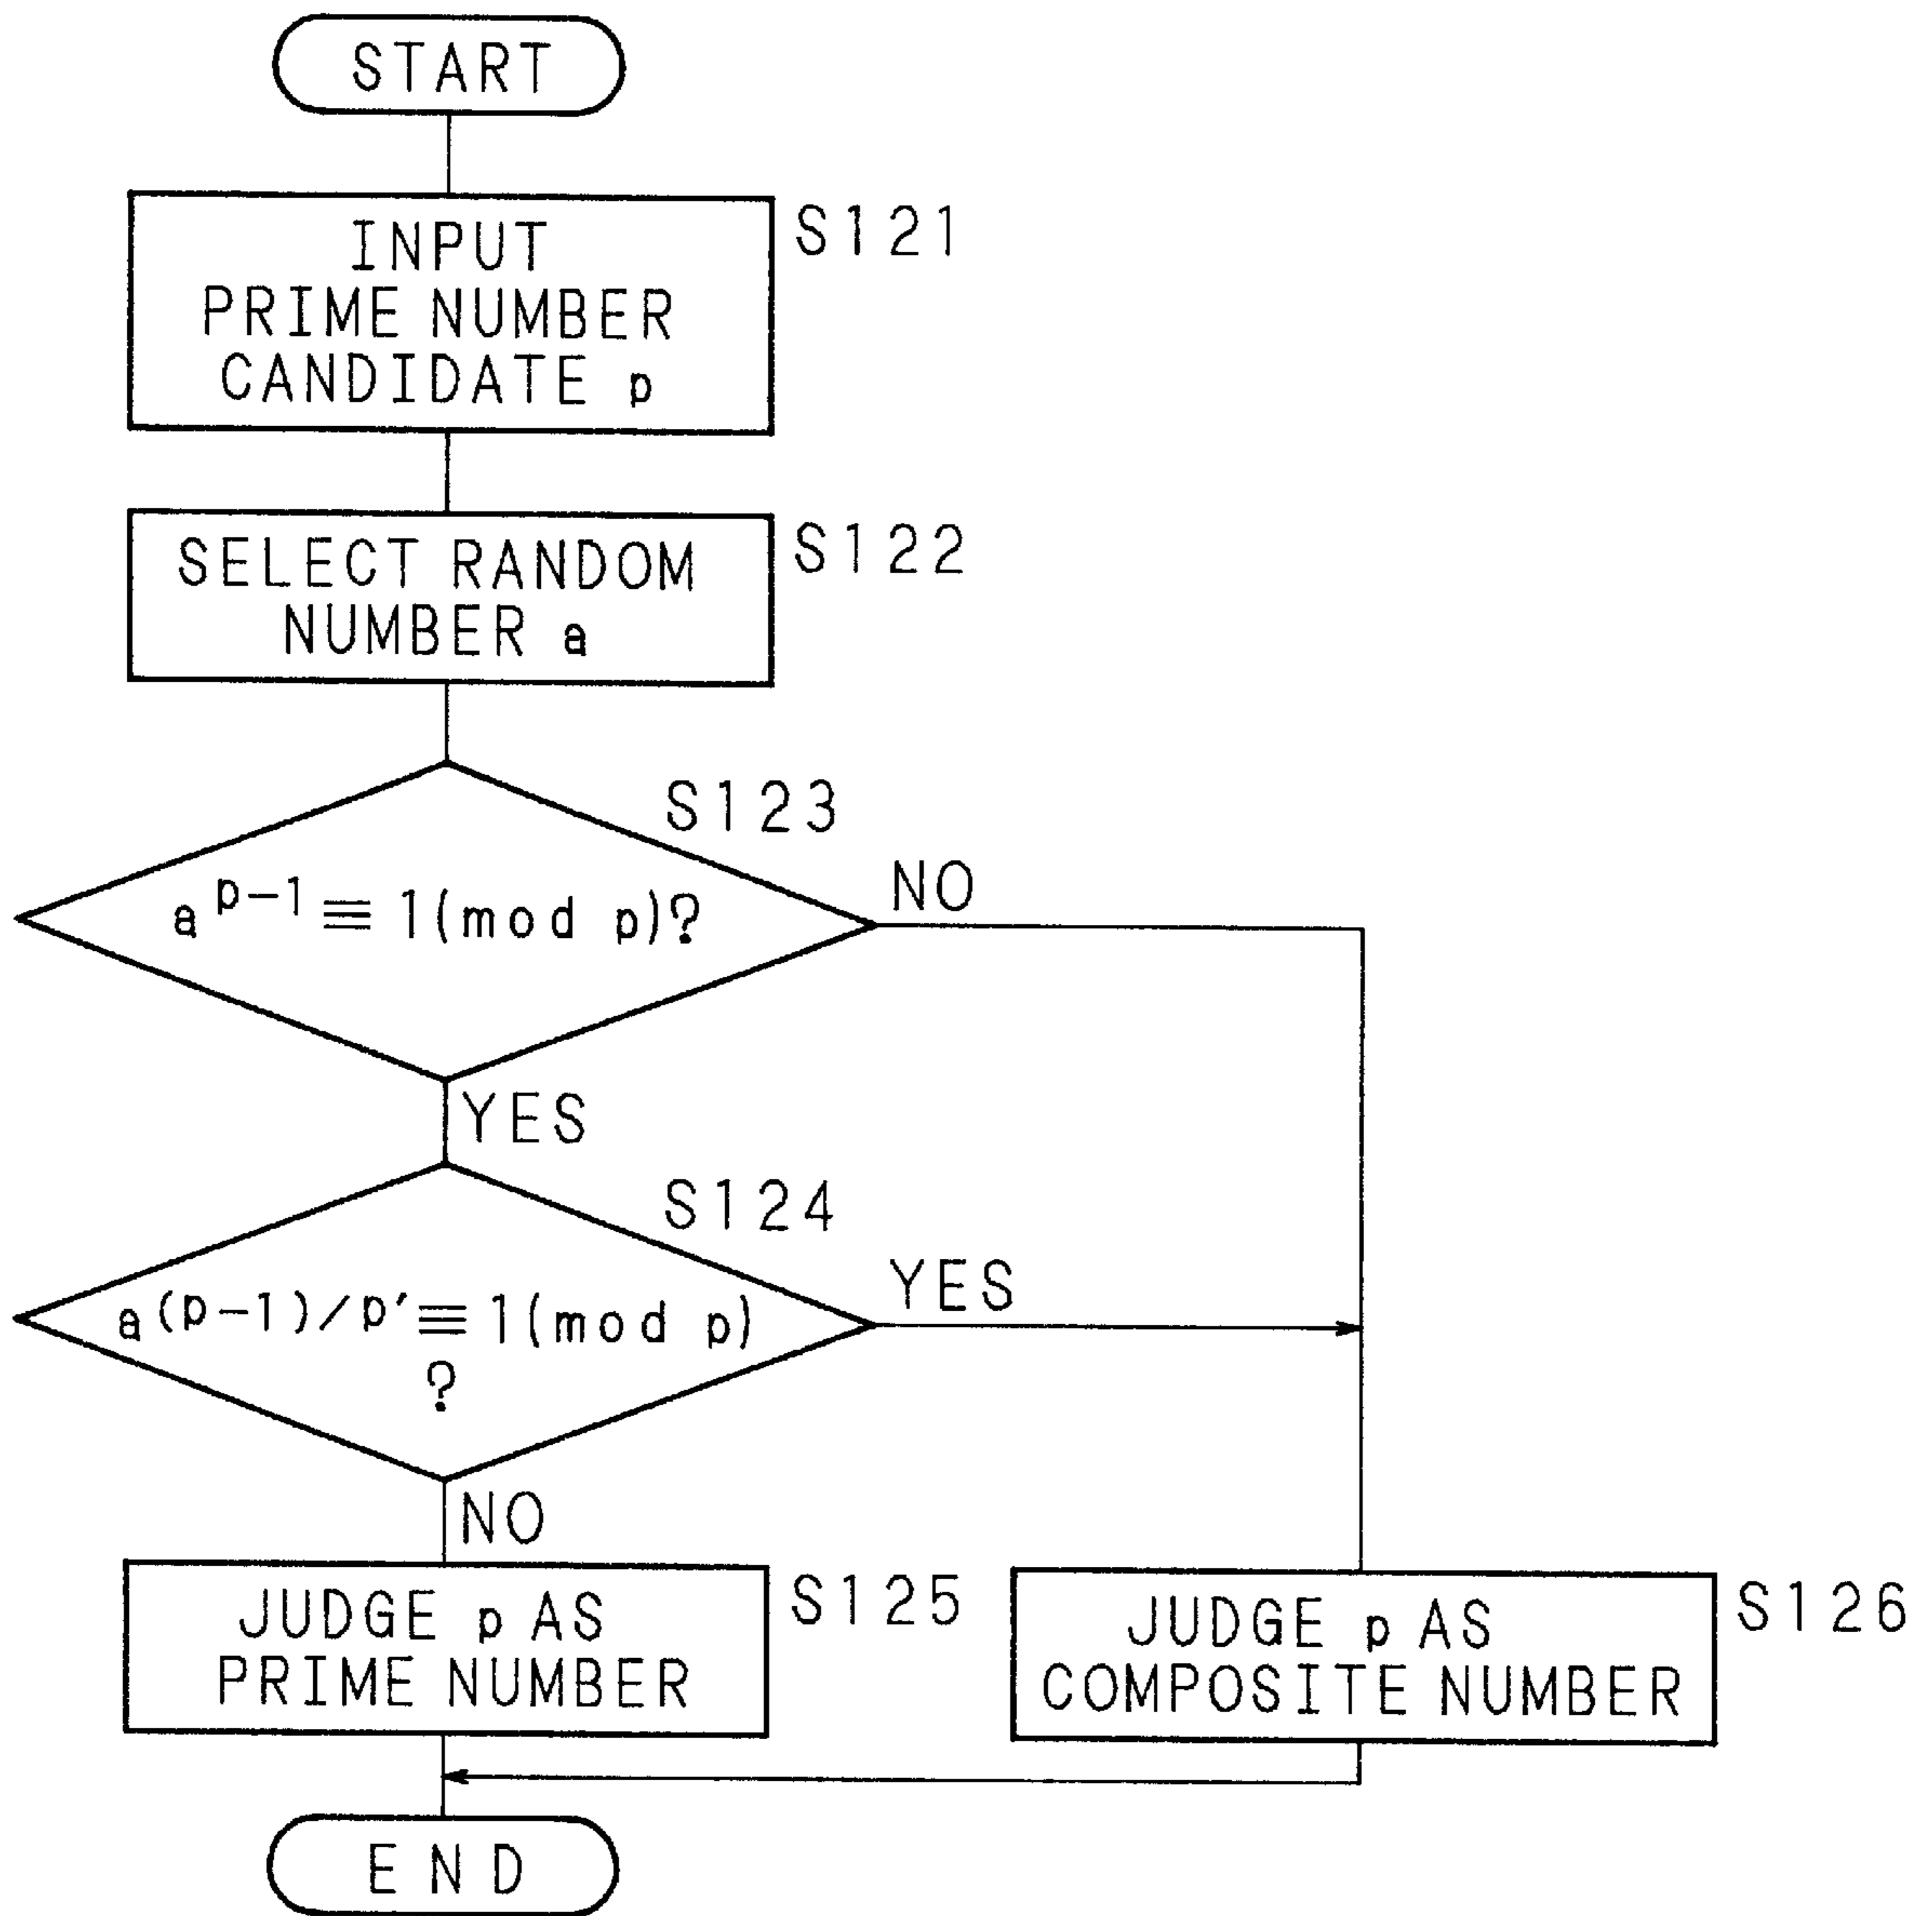 START
INPUT
PRIME NUMBER
CANDIDATE p
S121
SELECT RANDOM
NUMBER a
S122
S123
a^{p-1} ≡ 1(mod p)?
NO
YES
S124
a^{(p-1)/p'} ≡ 1(mod p)
?
YES
NO
JUDGE p AS
PRIME NUMBER
S125
JUDGE p AS
COMPOSITE NUMBER
S126
END